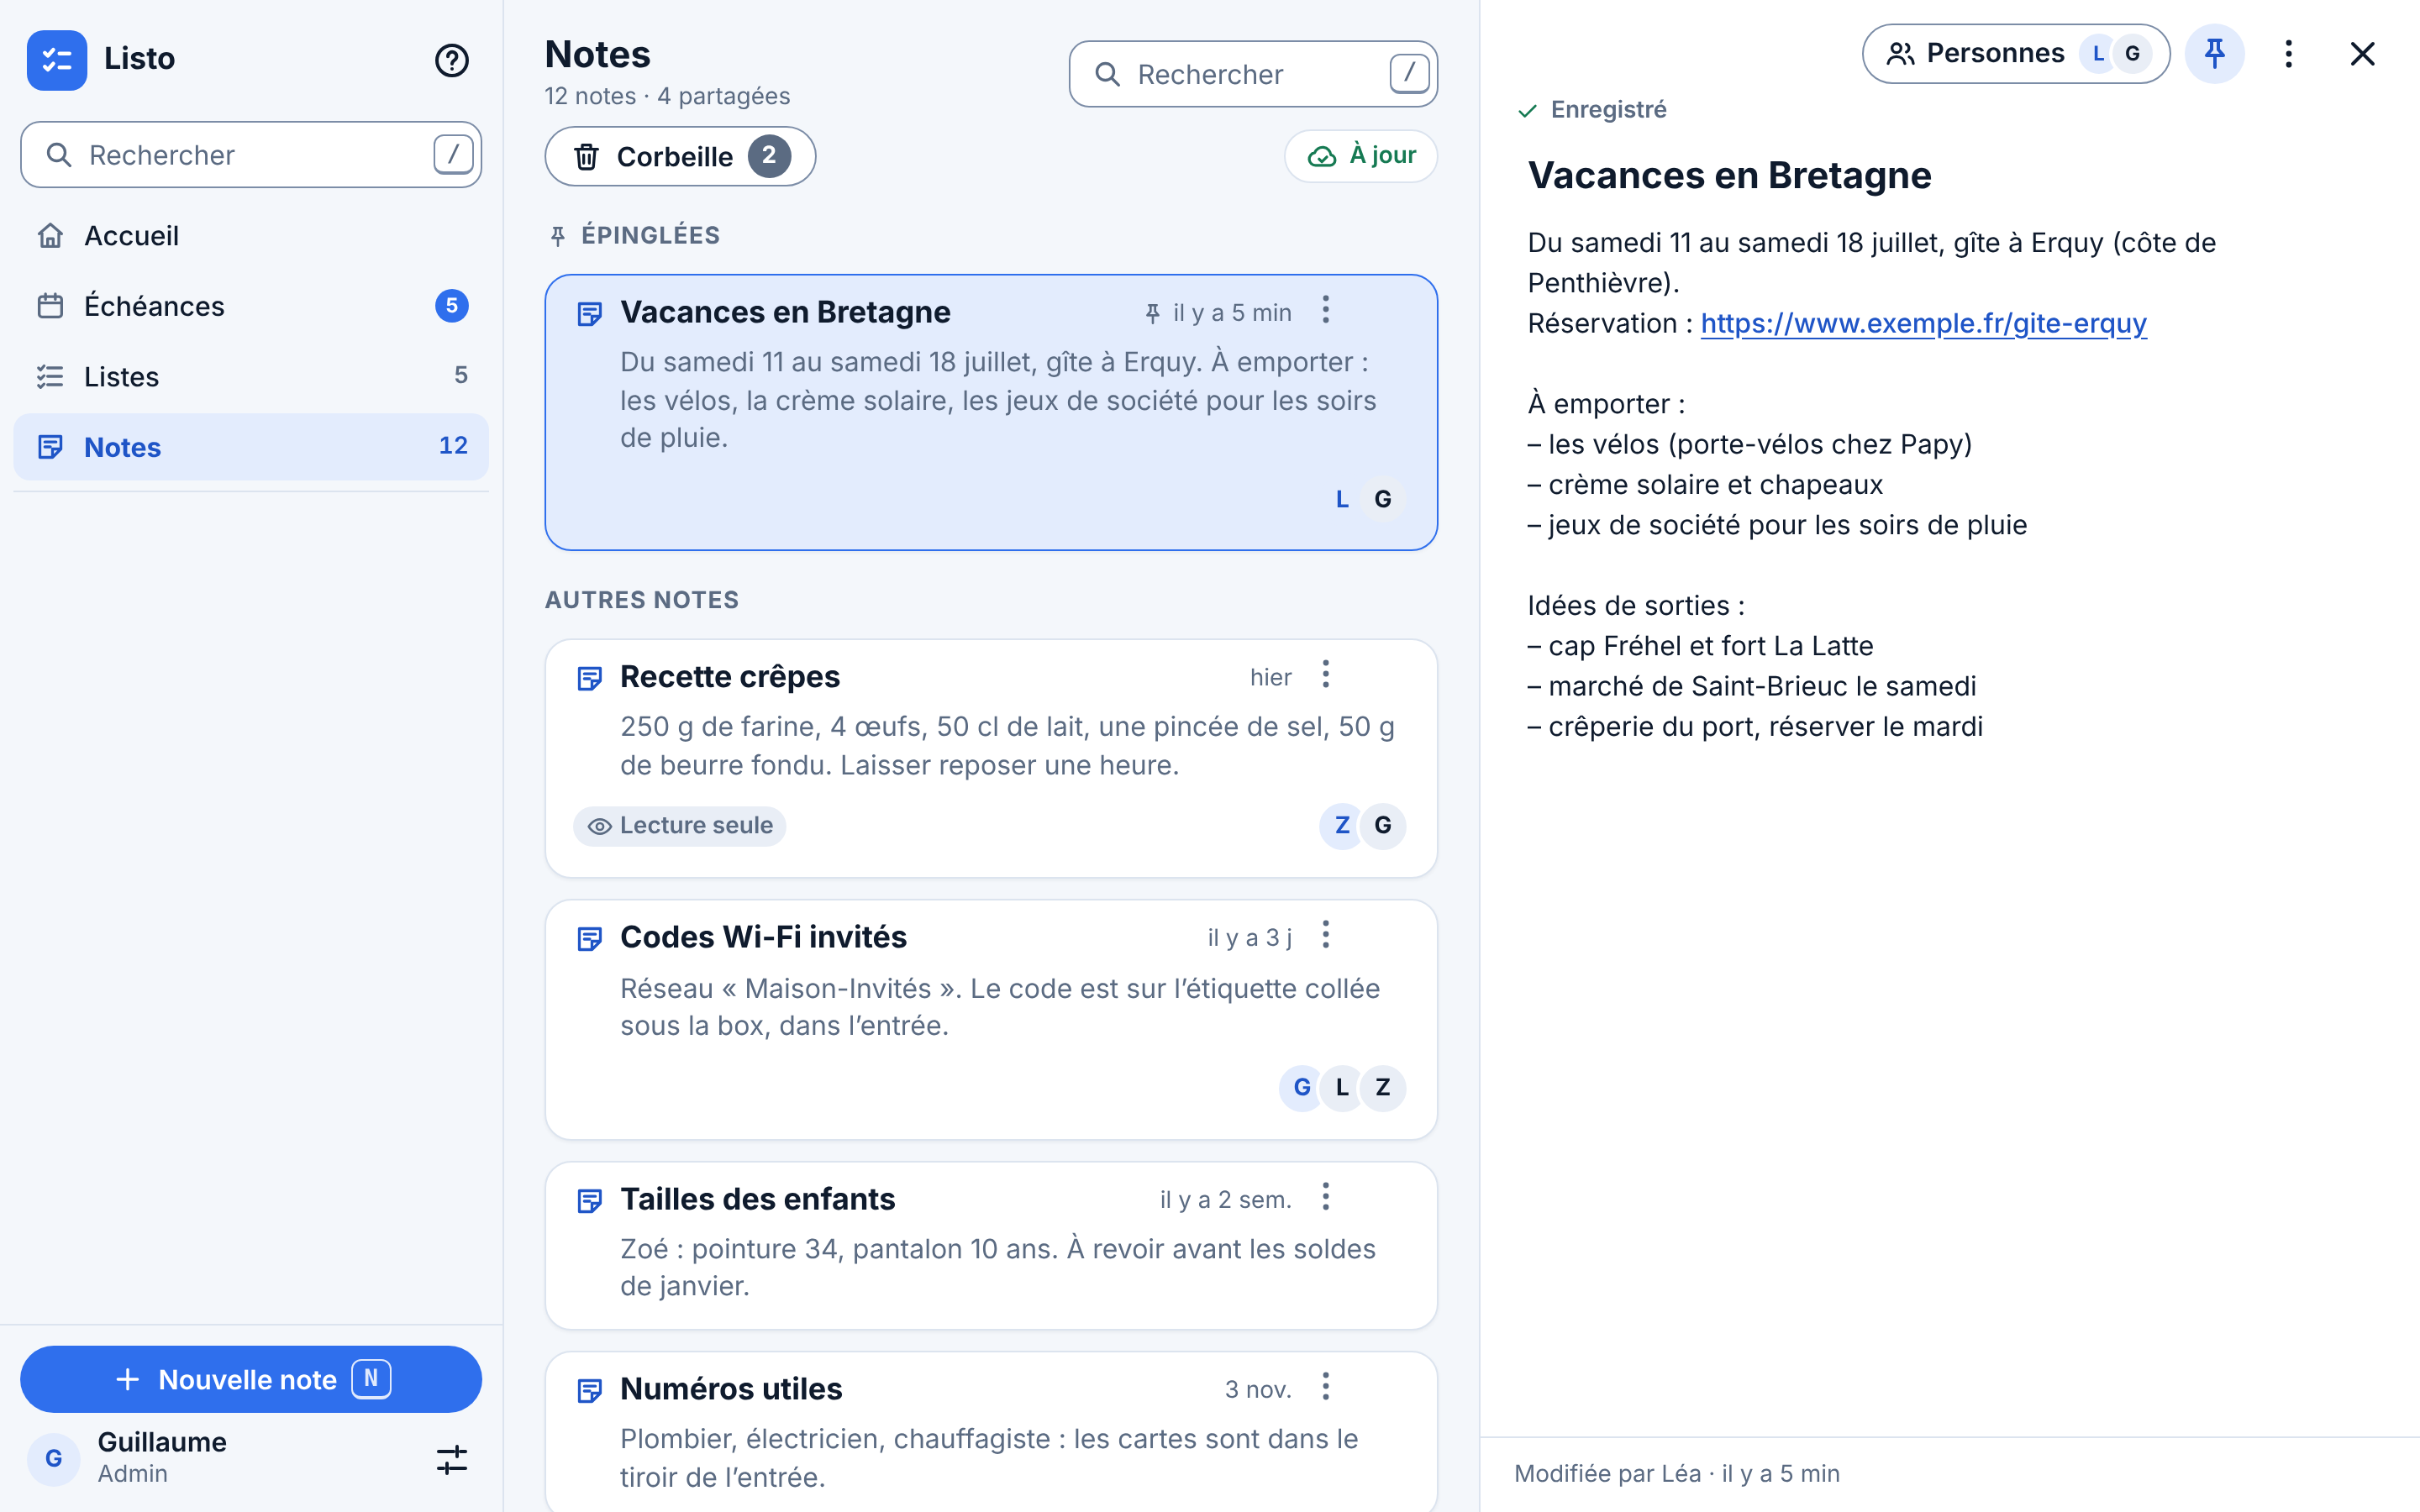 Listo
Rechercher /
Accueil
Échéances 5
Listes 5
Notes 12
Nouvelle note N
G Guillaume
Admin
Notes
12 notes · 4 partagées
Rechercher /
Corbeille 2
À jour
ÉPINGLÉES
Vacances en Bretagne il y a 5 min
Du samedi 11 au samedi 18 juillet, gîte à Erquy. À emporter :
les vélos, la crème solaire, les jeux de société pour les soirs
de pluie.
L G
AUTRES NOTES
Recette crêpes hier
250 g de farine, 4 œufs, 50 cl de lait, une pincée de sel, 50 g
de beurre fondu. Laisser reposer une heure.
Lecture seule Z G
Codes Wi-Fi invités il y a 3 j
Réseau « Maison-Invités ». Le code est sur l’étiquette collée
sous la box, dans l’entrée.
G L Z
Tailles des enfants il y a 2 sem.
Zoé : pointure 34, pantalon 10 ans. À revoir avant les soldes
de janvier.
Numéros utiles 3 nov.
Plombier, électricien, chauffagiste : les cartes sont dans le
tiroir de l’entrée.
Personnes L G
Enregistré
Vacances en Bretagne
Du samedi 11 au samedi 18 juillet, gîte à Erquy (côte de
Penthièvre).
Réservation : https://www.exemple.fr/gite-erquy
À emporter :
– les vélos (porte-vélos chez Papy)
– crème solaire et chapeaux
– jeux de société pour les soirs de pluie
Idées de sorties :
– cap Fréhel et fort La Latte
– marché de Saint-Brieuc le samedi
– crêperie du port, réserver le mardi
Modifiée par Léa · il y a 5 min